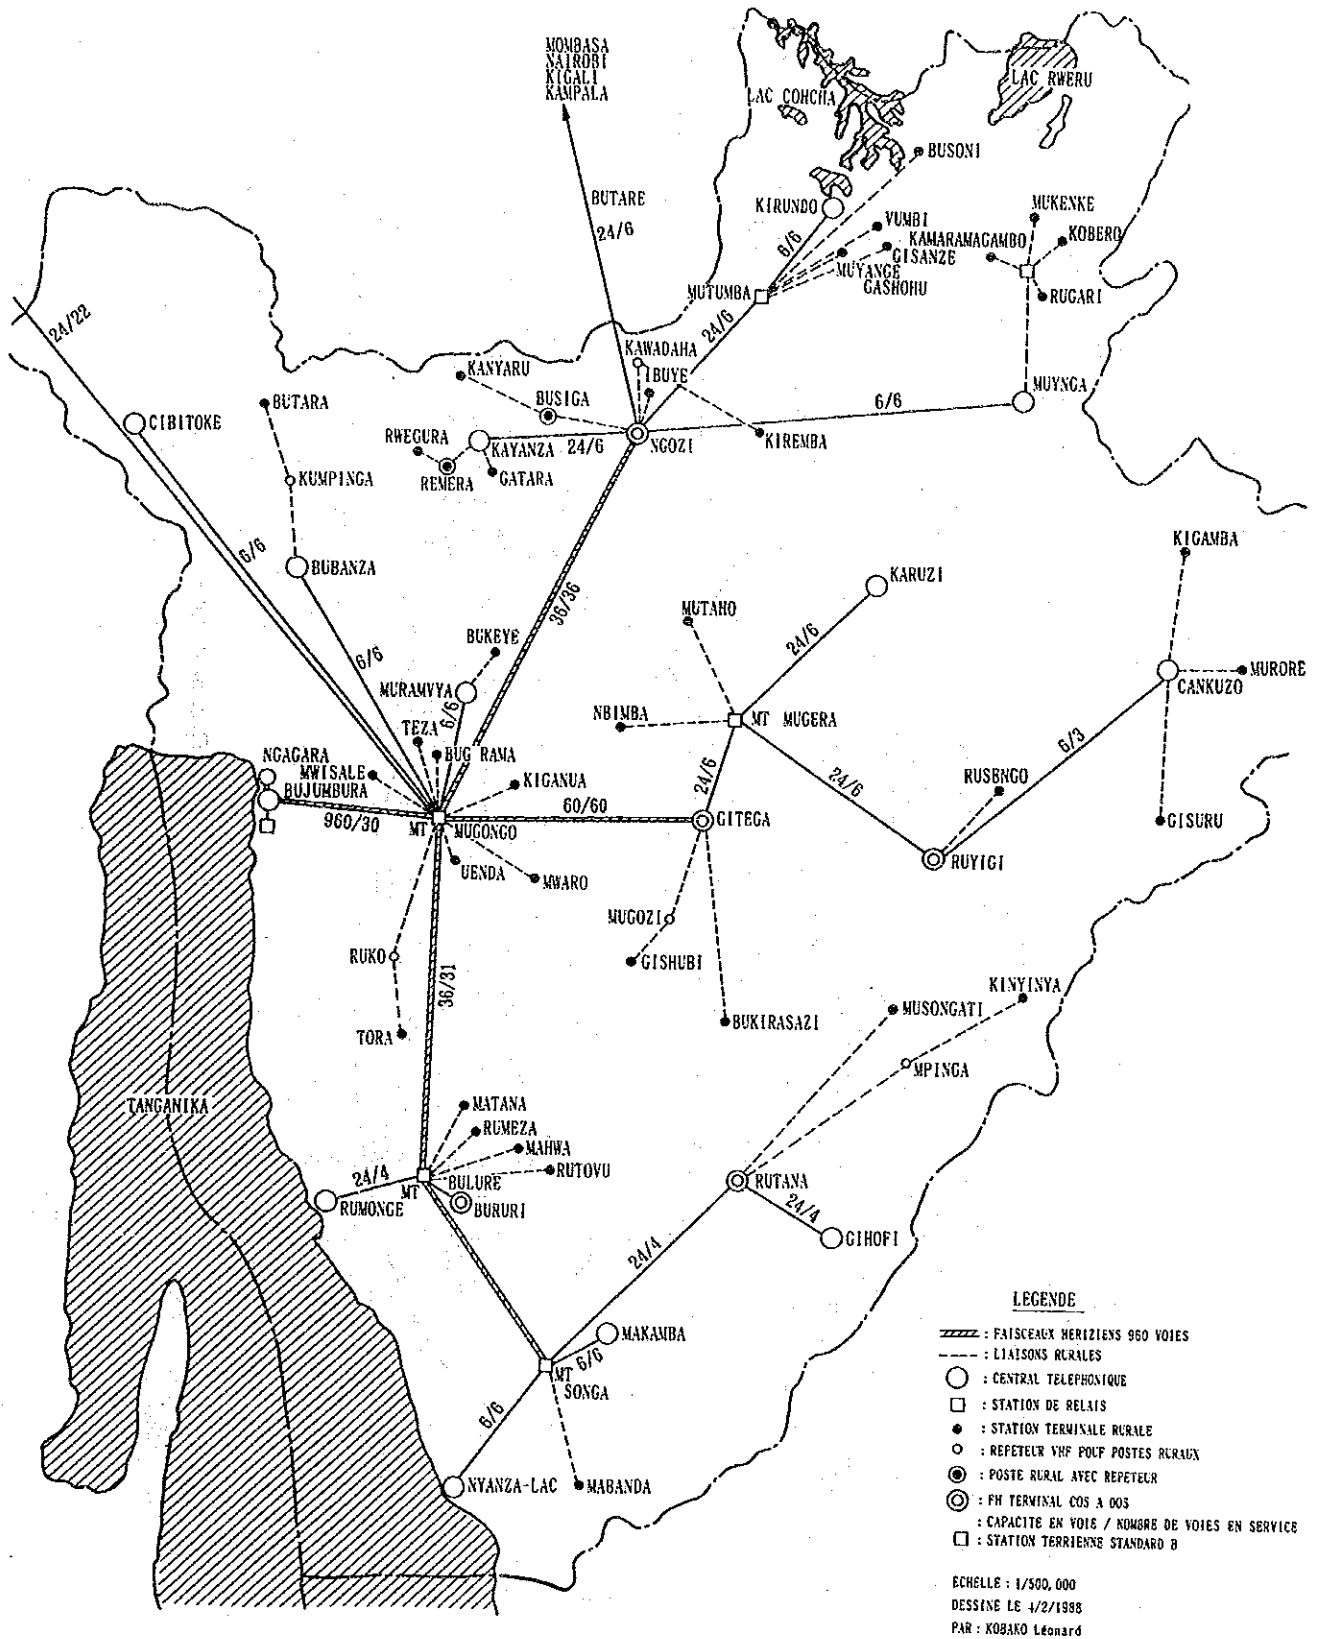 MOMBASA
NAIROBI
KIGALI
KAMPALA
LAC RWERU
LAC COHCHA
BUSONI
BUTARE
24/6
KIRUNDO
6/6
VUMBI
MUKENKE
KAMARAMAGAMBO
KOBERO
GISANZE
MUYANGE
GASHOHU
MUTUMBA
RUGARI
24/22
24/6
KAWADAHA
KANYARU
IBUYE
MUYNGA
BUTARA
BUSIGA
6/6
CIBITOKE
RWEGURA
KAYANZA
24/6
NGOZI
KIREMBA
KUMPINGA
REMERA
GATARA
6/6
BUBANZA
KIGAMBA
KARUZI
36/36
MUTAHO
BUKEYE
24/6
6/6
MURAMVYA
6/6
CANKUZO
MURORE
NBIMBA
MT MUGERA
TEZA
BUG RAMA
6/3
NGAGARA
MWISALE
KIGANUA
24/6
24/6
RUSENGO
BUJUMBURA
60/60
960/30
MT MUGONGO
GITEGA
GISURU
RUYIGI
UENDA
MWARO
MUGOZI
RUKO
GISHUBI
36/31
KINYINYA
MUSONGATI
BUKIRASAZI
TORA
MPINGA
TANGANIKA
MATANA
RUMEZA
MAHWA
RUTOVU
24/4
MT BULURE
RUTANA
RUMONGE
BURURI
24/4
GIHOFI
24/4
LEGENDE
MAKAMBA
: FAISCEAUX HERIZIENS 960 VOIES
: LIAISONS RURALES
6/6
MT
SONGA
: CENTRAL TELEPHONIQUE
: STATION DE RELAIS
6/6
: STATION TERMINALE RURALE
: REPETEUR VHF POUF POSTES RURAUX
NYANZA-LAC
MABANDA
: POSTE RURAL AVEC REPETEUR
: FH TERMINAL COS A DOS
: CAPACITE EN VOIE / NOMBRE DE VOIES EN SERVICE
: STATION TERRIENNE STANDARD B
ECHELLE : 1/500,000
DESSINE LE 4/2/1988
PAR : KOBAKO Léonard